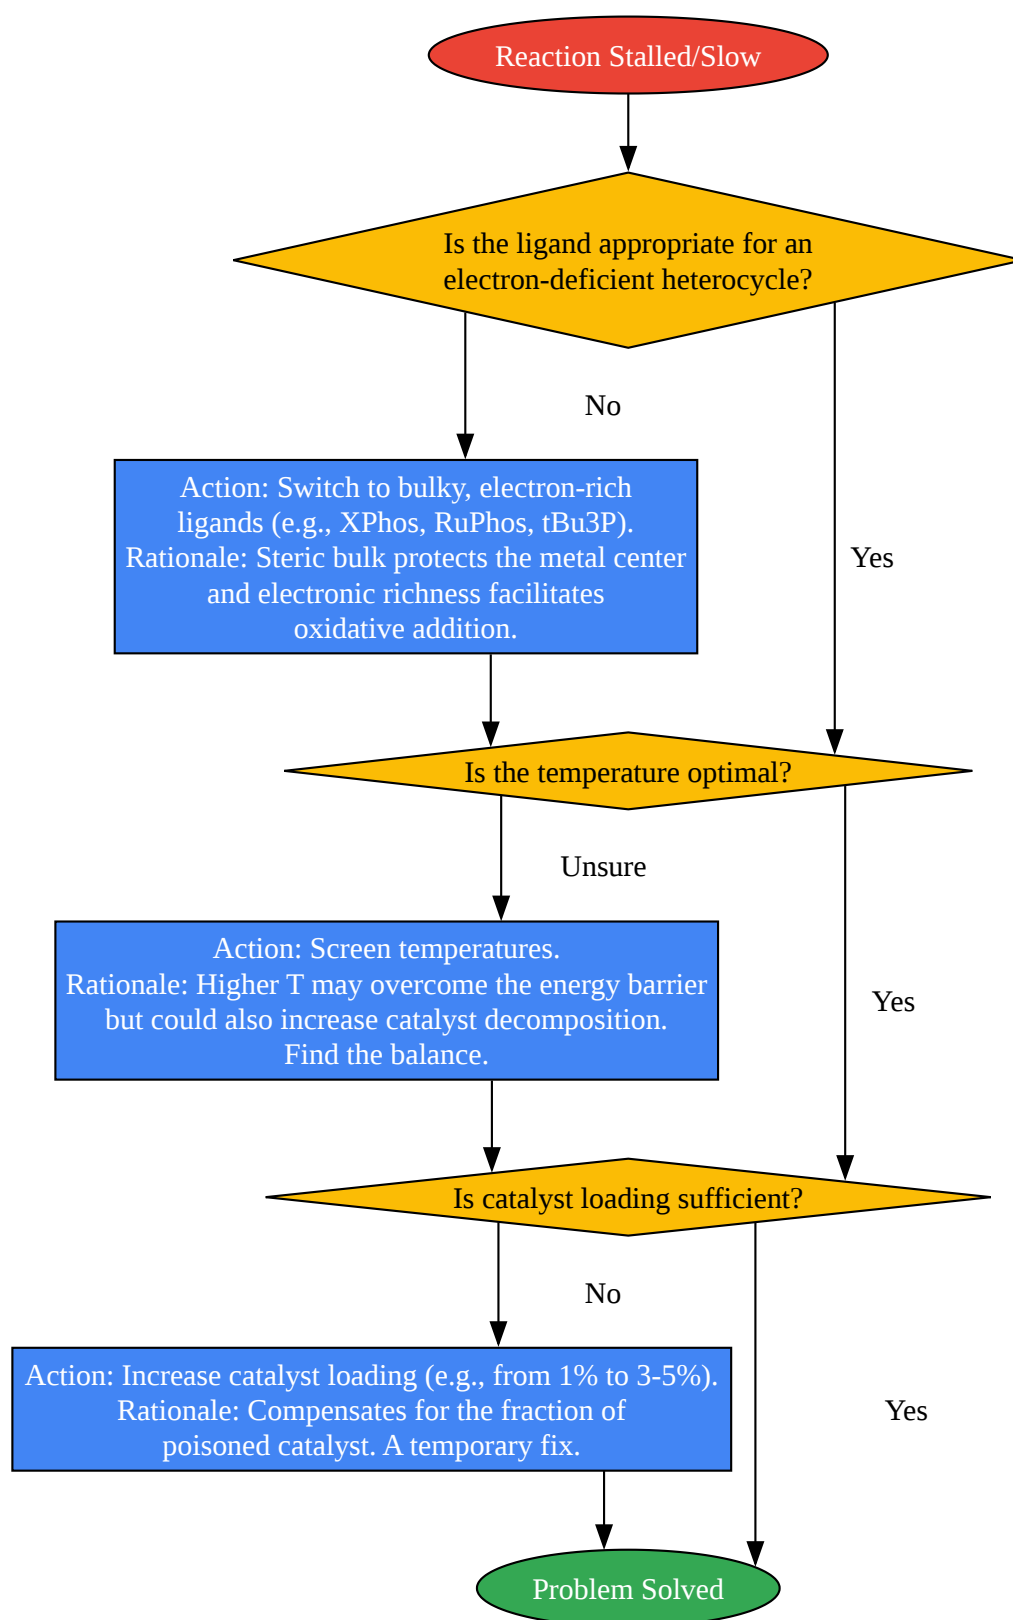 Reaction Stalled/Slow
Is the ligand appropriate for an
electron-deficient heterocycle?
No
Action: Switch to bulky, electron-rich
ligands (e.g., XPhos, RuPhos, tBu3P).
Rationale: Steric bulk protects the metal center
and electronic richness facilitates
oxidative addition.
Yes
Is the temperature optimal?
Unsure
Action: Screen temperatures.
Rationale: Higher T may overcome the energy barrier
but could also increase catalyst decomposition.
Find the balance.
Yes
Is catalyst loading sufficient?
No
Action: Increase catalyst loading (e.g., from 1% to 3-5%).
Rationale: Compensates for the fraction of
poisoned catalyst. A temporary fix.
Yes
Problem Solved